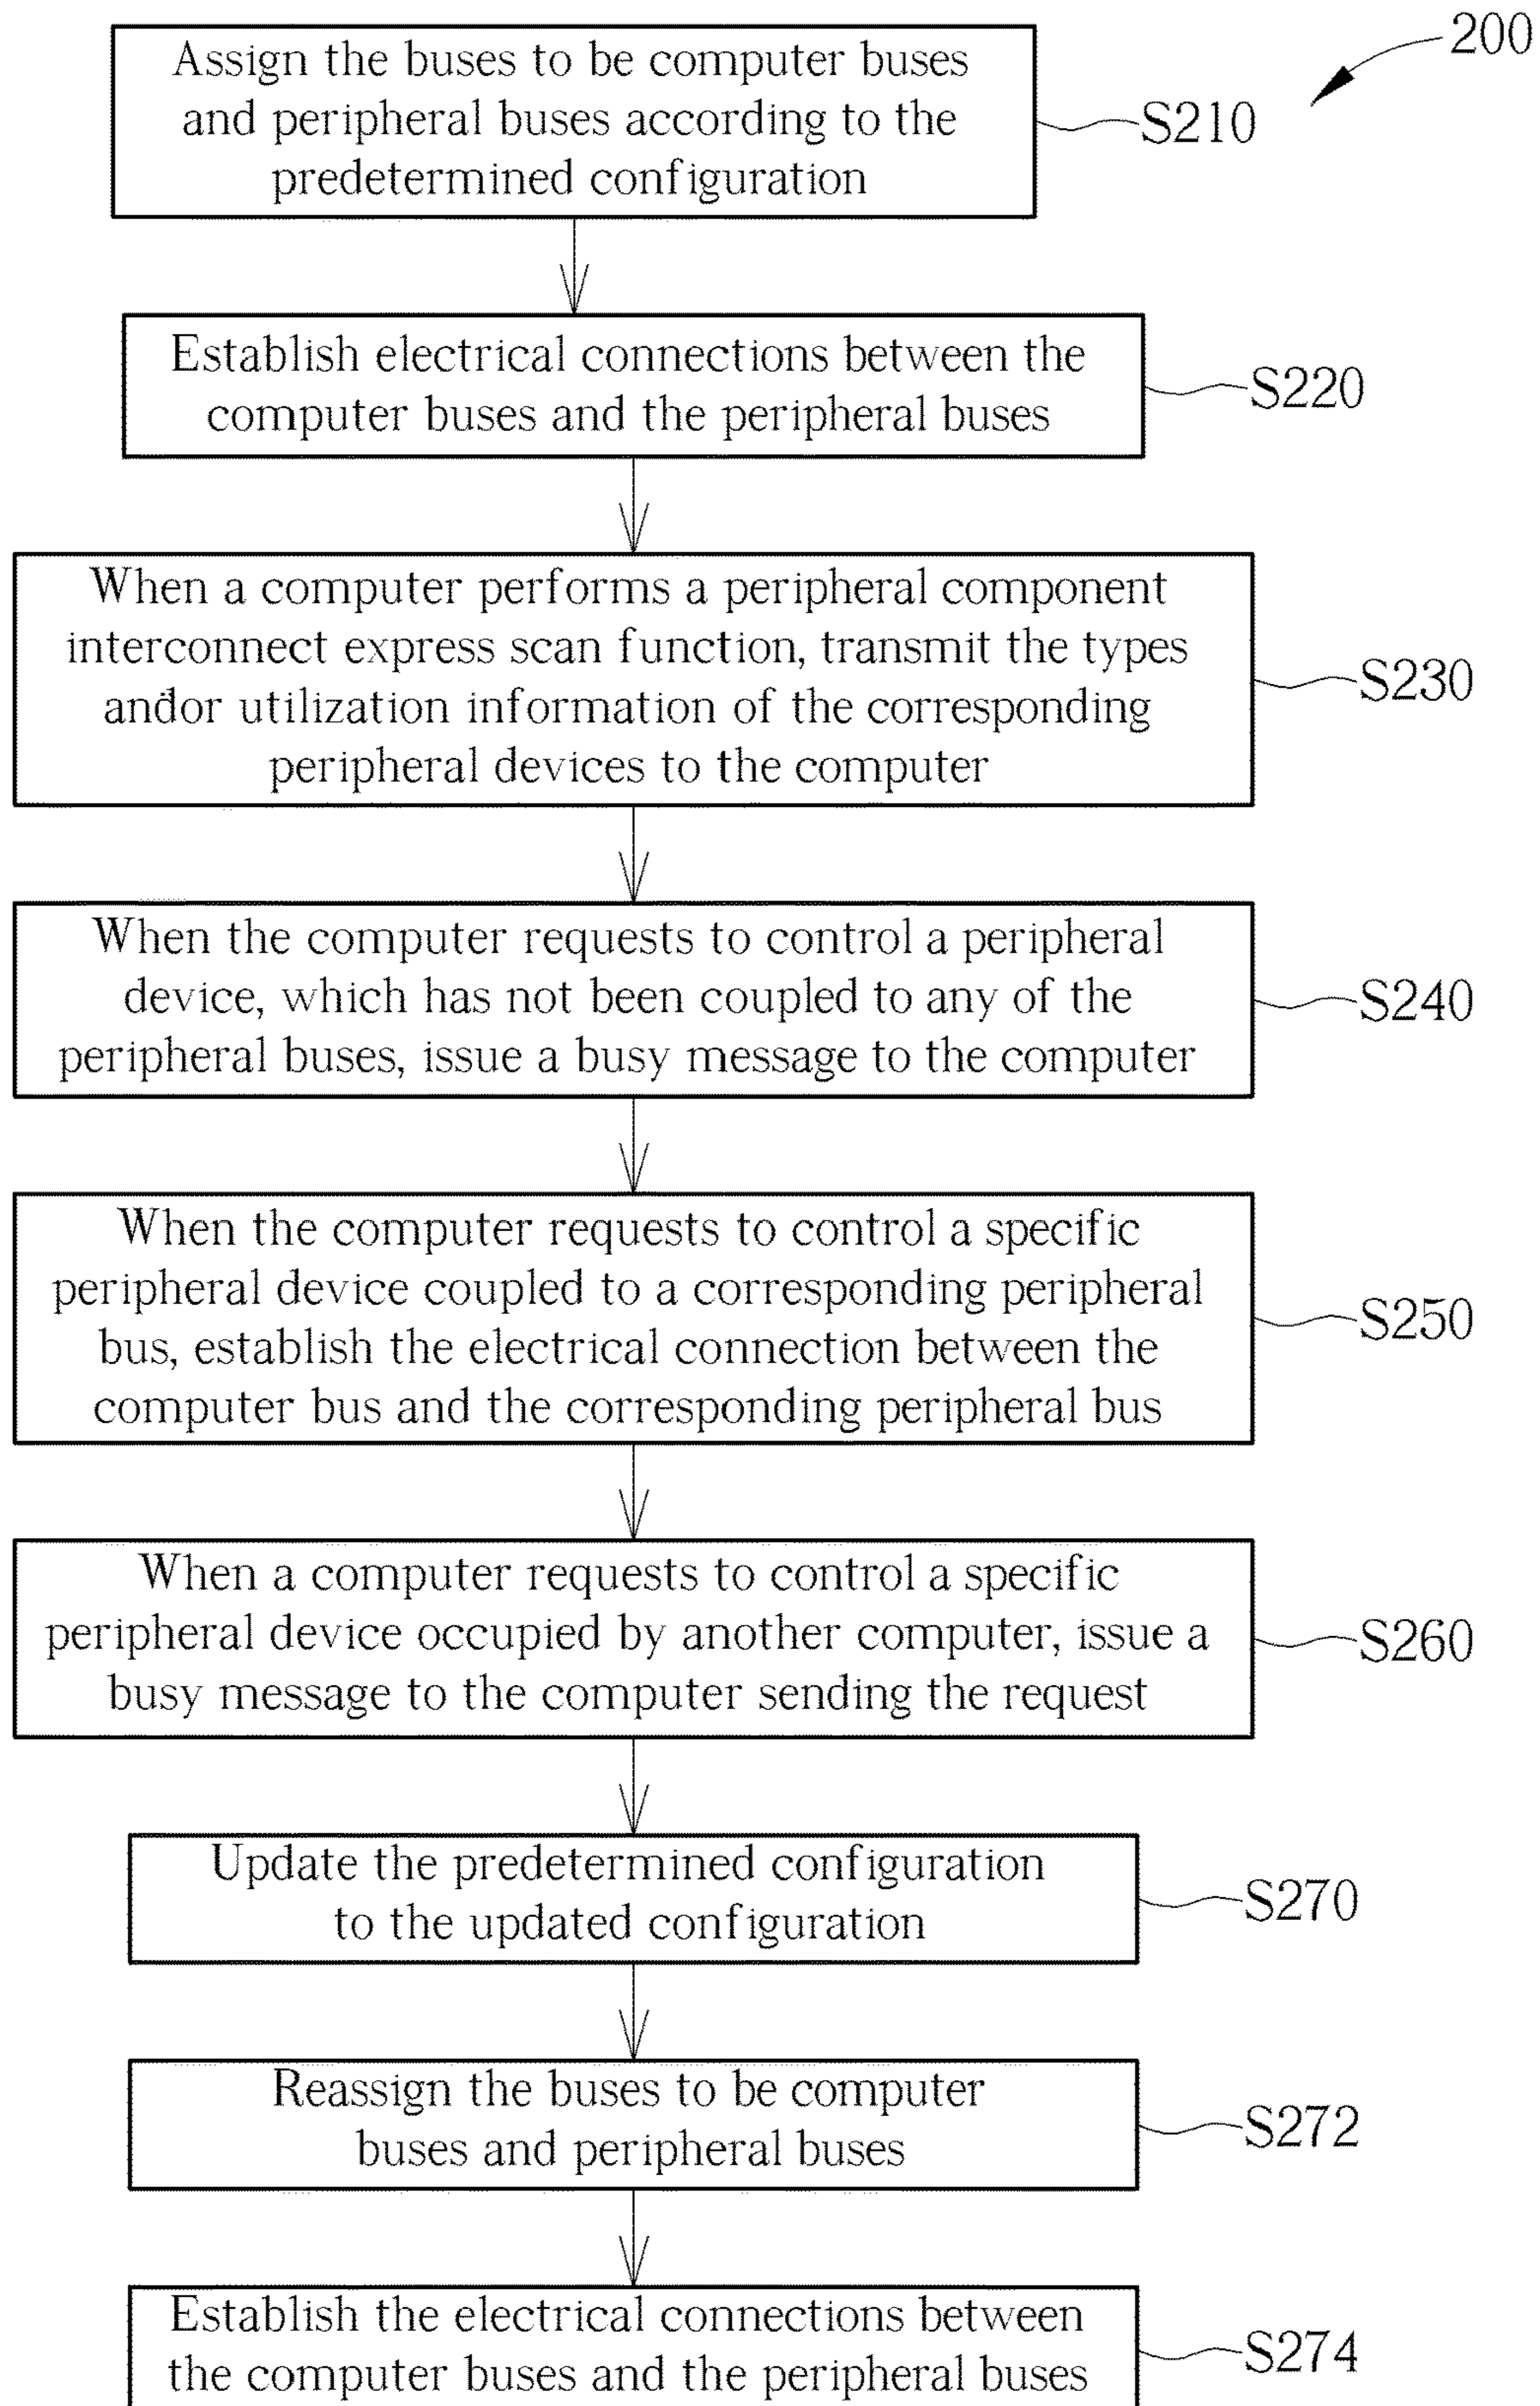 200
Assign the buses to be computer buses
and peripheral buses according to the
predetermined configuration
S210
Establish electrical connections between the
computer buses and the peripheral buses
S220
When a computer performs a peripheral component
interconnect express scan function, transmit the types
and/or utilization information of the corresponding
peripheral devices to the computer
S230
When the computer requests to control a peripheral
device, which has not been coupled to any of the
peripheral buses, issue a busy message to the computer
S240
When the computer requests to control a specific
peripheral device coupled to a corresponding peripheral
bus, establish the electrical connection between the
computer bus and the corresponding peripheral bus
S250
When a computer requests to control a specific
peripheral device occupied by another computer, issue a
busy message to the computer sending the request
S260
Update the predetermined configuration
to the updated configuration
S270
Reassign the buses to be computer
buses and peripheral buses
S272
Establish the electrical connections between
the computer buses and the peripheral buses
S274